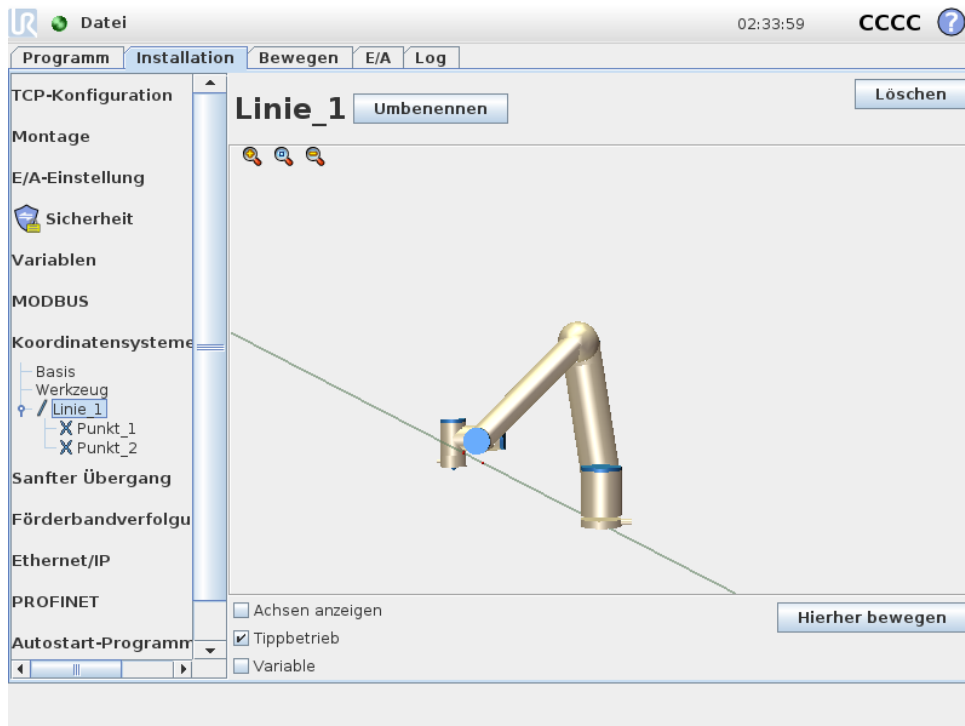 UR Datei 02:33:59 CCCC ?
Programm Installation Bewegen E/A Log
TCP-Konfiguration
Montage
E/A-Einstellung
Sicherheit
Variablen
MODBUS
Koordinatensysteme
Basis
Werkzeug
Linie_1
Punkt_1
Punkt_2
Sanfter Übergang
Förderbandverfolgu
Ethernet/IP
PROFINET
Autostart-Programm
Linie_1 Umbenennen Löschen
Achsen anzeigen
Tippbetrieb
Variable
Hierher bewegen